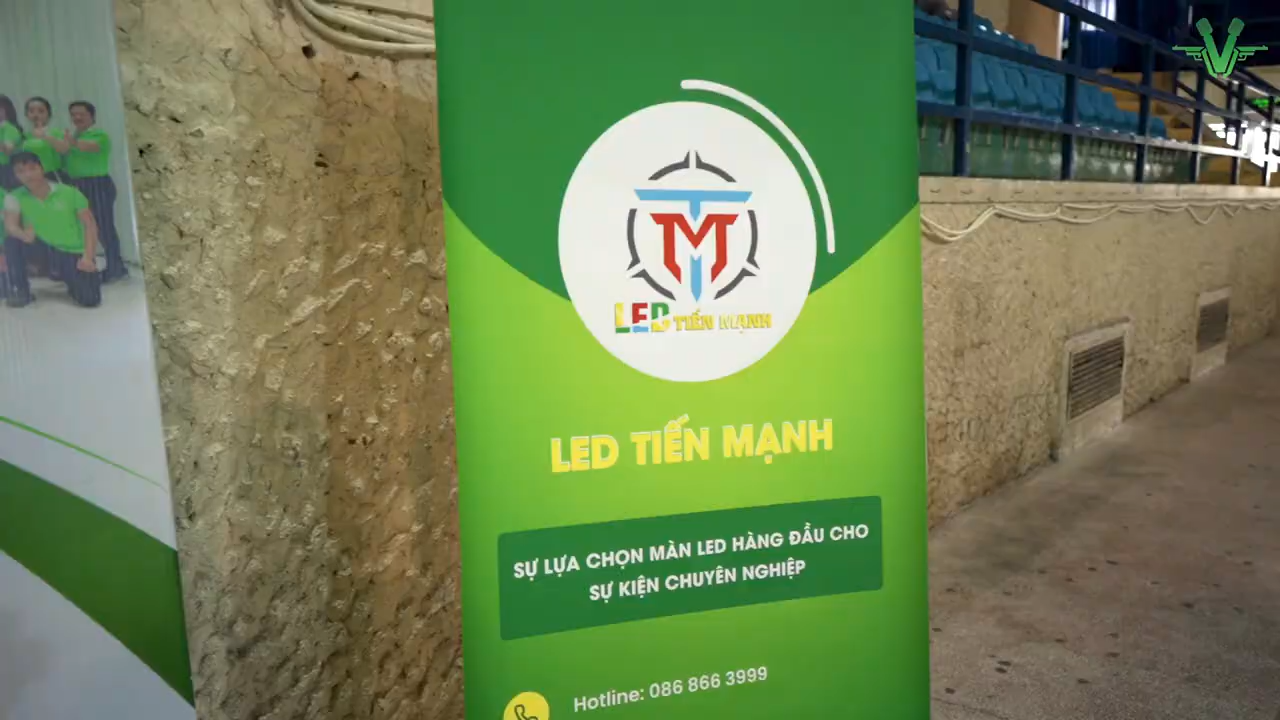 TM
LED TIẾN MẠNH
LED TIẾN MẠNH
SỰ LỰA CHỌN MÀN LED HÀNG ĐẦU CHO
SỰ KIỆN CHUYÊN NGHIỆP
Hotline: 086 866 3999
V